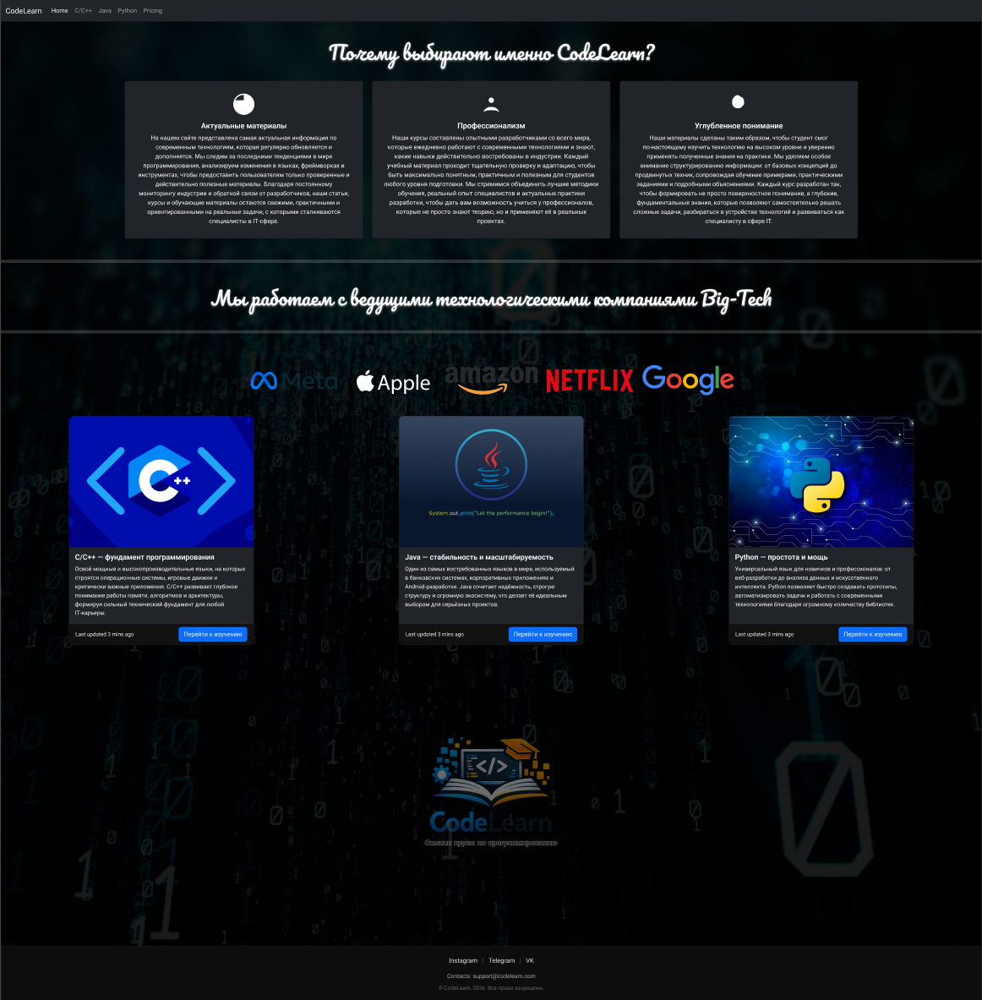 CodeLearn Home C/C++ Java Python Pricing
Почему выбирают именно CodeLearn?
Актуальные материалы
На нашем сайте представлена самая актуальная информация по
современным технологиям, которая регулярно обновляется и
дополняется. Мы следим за последними тенденциями в мире
программирования, анализируем изменения в языках, фреймворках и
инструментах, чтобы предоставить пользователям только проверенные и
действительно полезные материалы. Благодаря постоянному
мониторингу индустрии и обратной связи от разработчиков, наши статьи,
курсы и обучающие материалы остаются свежими, практичными и
ориентированными на реальные задачи, с которыми сталкиваются
специалисты в IT-сфере.
Профессионализм
Наши курсы составлены опытными разработчиками со всего мира,
которые ежедневно работают с современными технологиями и знают,
какие навыки действительно востребованы в индустрии. Каждый
учебный материал проходит тщательную проверку и адаптацию, чтобы
быть максимально понятным, практичным и полезным для студентов
любого уровня подготовки. Мы стремимся объединить лучшие методики
обучения, реальный опыт специалистов и актуальные практики
разработки, чтобы дать вам возможность учиться у профессионалов,
которые не просто знают теорию, но и применяют её в реальных
проектах.
Углубленное понимание
Наши материалы сделаны таким образом, чтобы студент смог
по-настоящему изучить технологию на высоком уровне и уверенно
применять полученные знания на практике. Мы уделяем особое
внимание структурированию информации: от базовых концепций до
продвинутых техник, сопровождая обучение примерами, практическими
заданиями и подробными объяснениями. Каждый курс разработан так,
чтобы формировать не просто поверхностное понимание, а глубокие,
фундаментальные знания, которые позволяют самостоятельно решать
сложные задачи, разбираться в устройстве технологий и развиваться как
специалисту в сфере IT.
Мы работаем с ведущими технологическими компаниями Big-Tech
Meta Apple amazon NETFLIX Google
C++
System.out.print("Let the performance begin!");
C/C++ — фундамент программирования
Освой мощные и высокопроизводительные языки, на которых
строятся операционные системы, игровые движки и
критически важные приложения. C/C++ развивает глубокое
понимание работы памяти, алгоритмов и архитектуры,
формируя сильный технический фундамент для любой
IT-карьеры.
Last updated 3 mins ago Перейти к изучению
Java — стабильность и масштабируемость
Один из самых востребованных языков в мире, используемый
в банковских системах, корпоративных приложениях и
Android-разработке. Java сочетает надёжность, строгую
структуру и огромную экосистему, что делает её идеальным
выбором для серьёзных проектов.
Last updated 3 mins ago Перейти к изучению
Python — простота и мощь
Универсальный язык для новичков и профессионалов: от
веб-разработки до анализа данных и искусственного
интеллекта. Python позволяет быстро создавать прототипы,
автоматизировать задачи и работать с современными
технологиями благодаря огромному количеству библиотек.
Last updated 3 mins ago Перейти к изучению
</>
CodeLearn
Онлайн курсы по программированию
Instagram | Telegram | VK
Contacts: support@codelearn.com
© CodeLearn, 2026. Все права защищены.